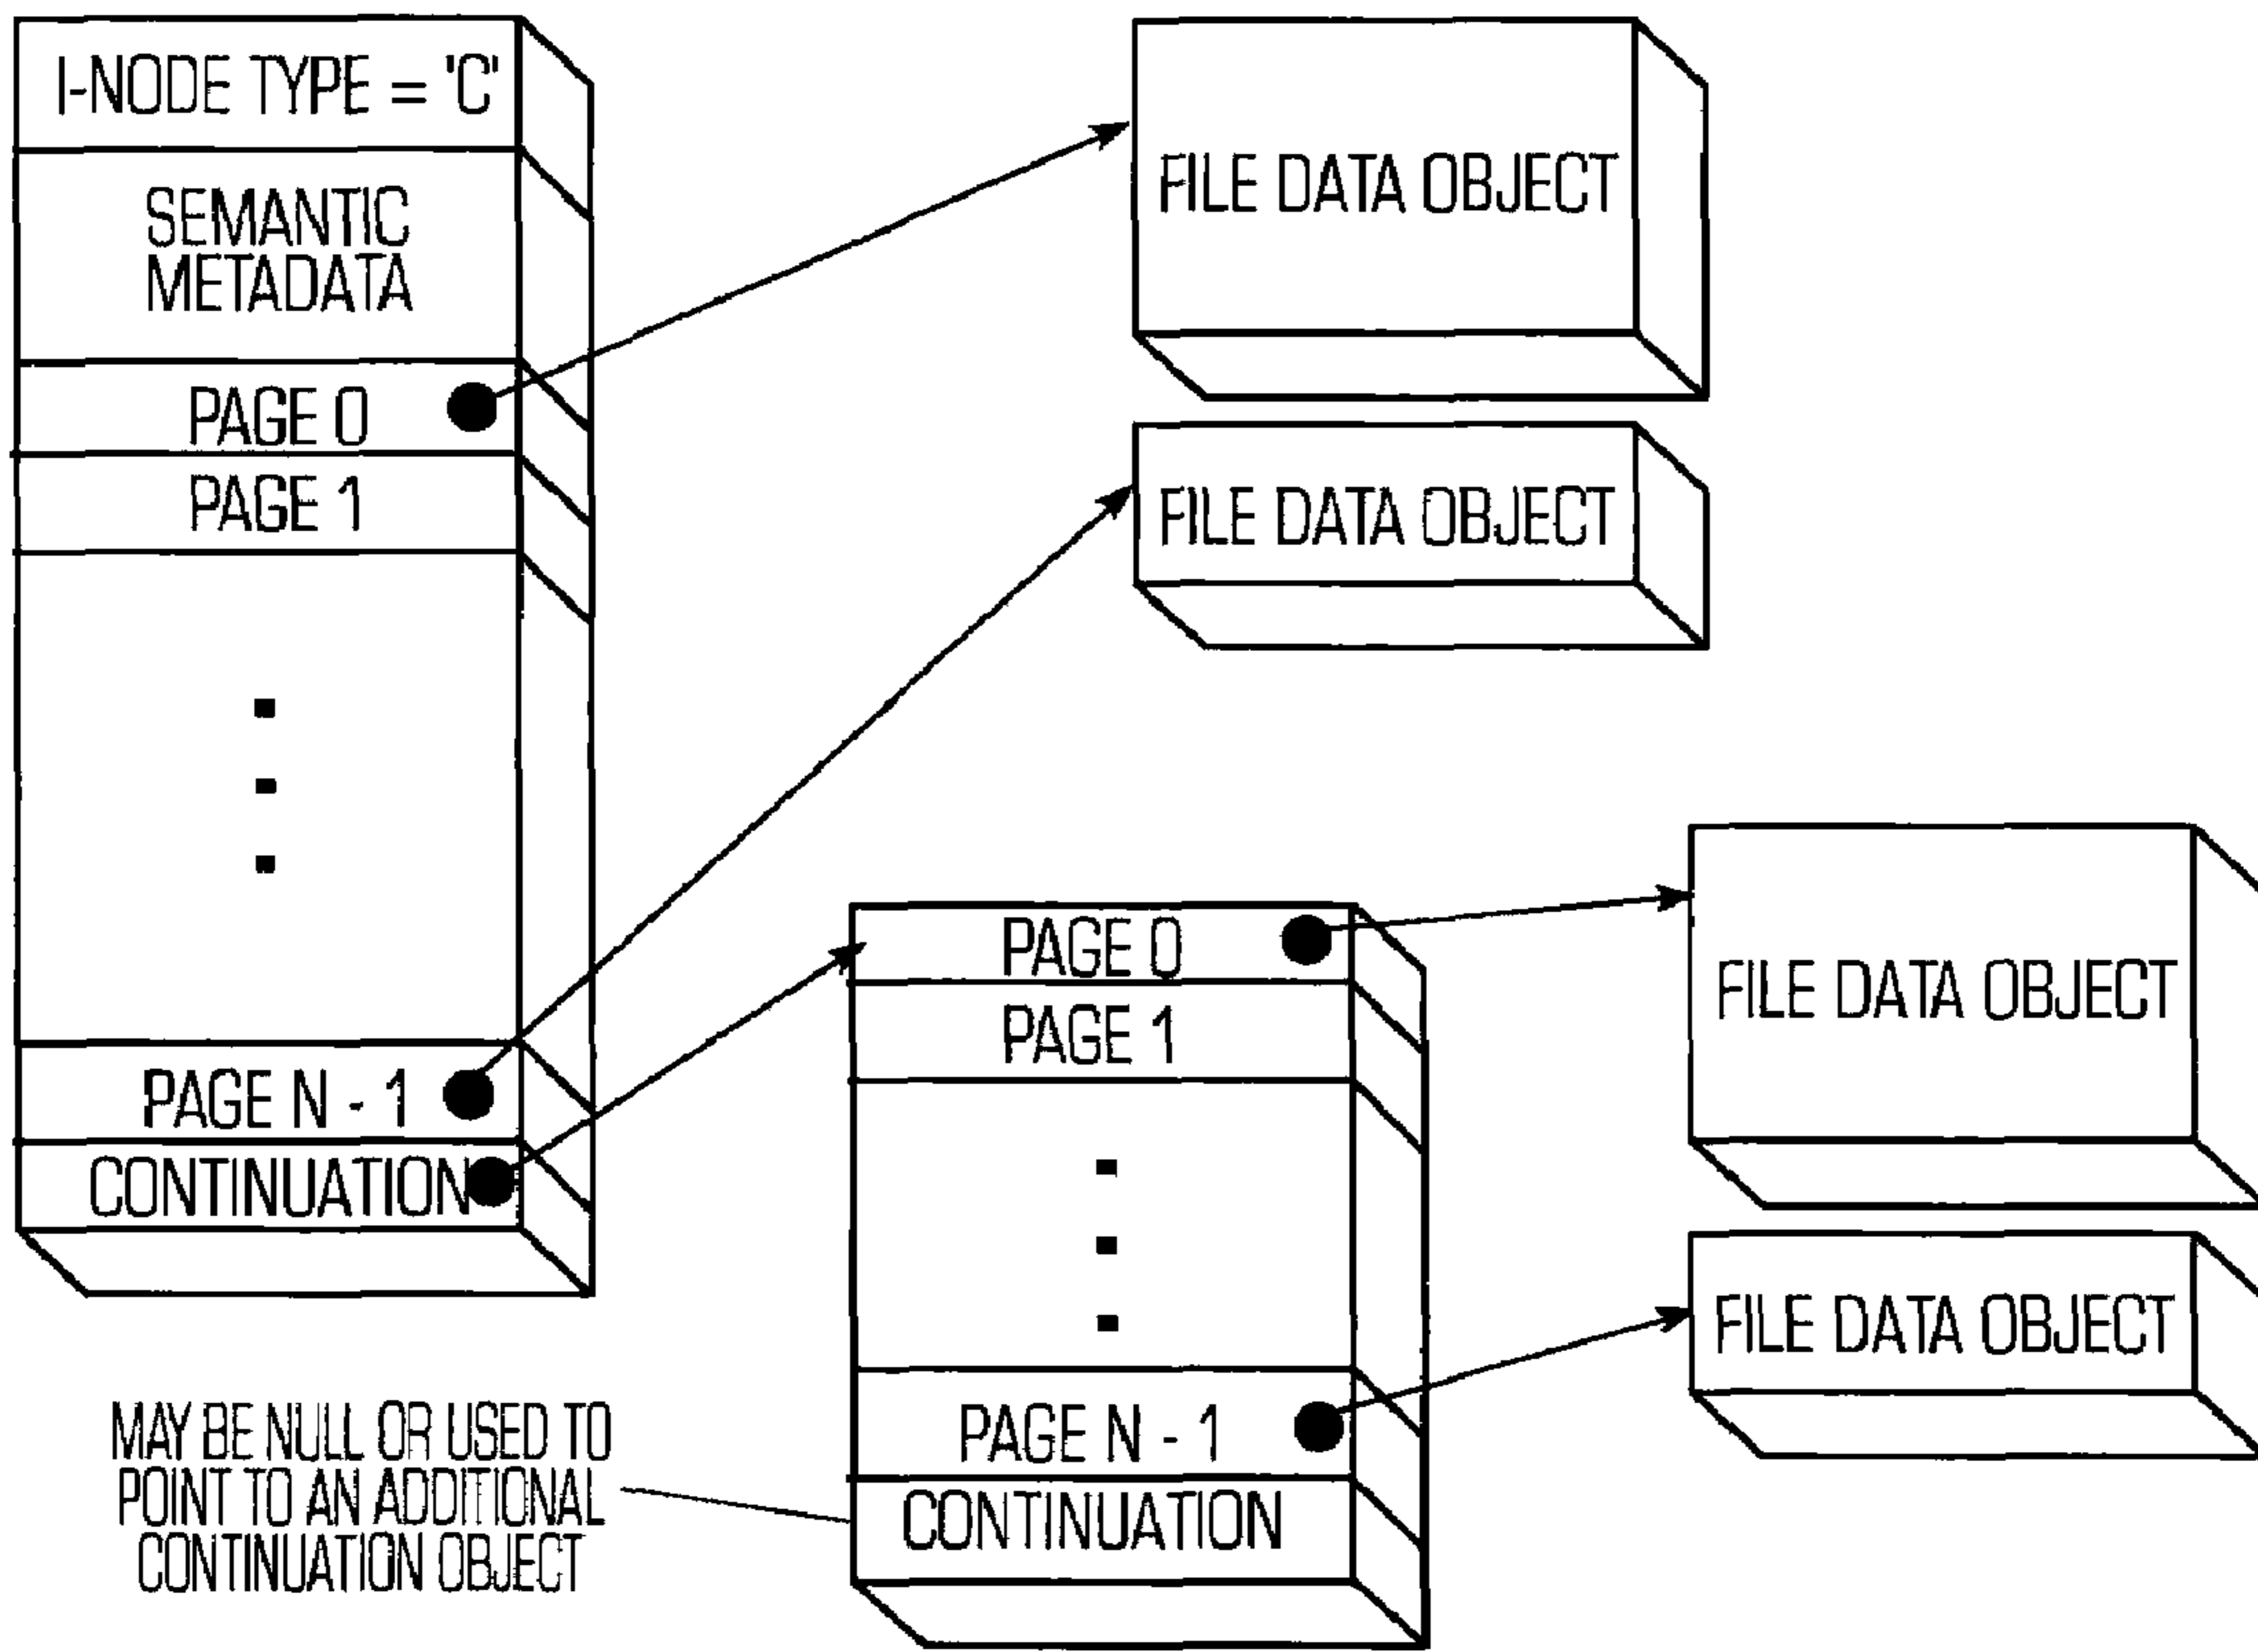 I-NODE TYPE = 'C'
SEMANTIC
METADATA
PAGE 0
PAGE 1
PAGE N - 1
CONTINUATION
FILE DATA OBJECT
FILE DATA OBJECT
PAGE 0
PAGE 1
PAGE N - 1
CONTINUATION
FILE DATA OBJECT
FILE DATA OBJECT
MAY BE NULL OR USED TO
POINT TO AN ADDITIONAL
CONTINUATION OBJECT